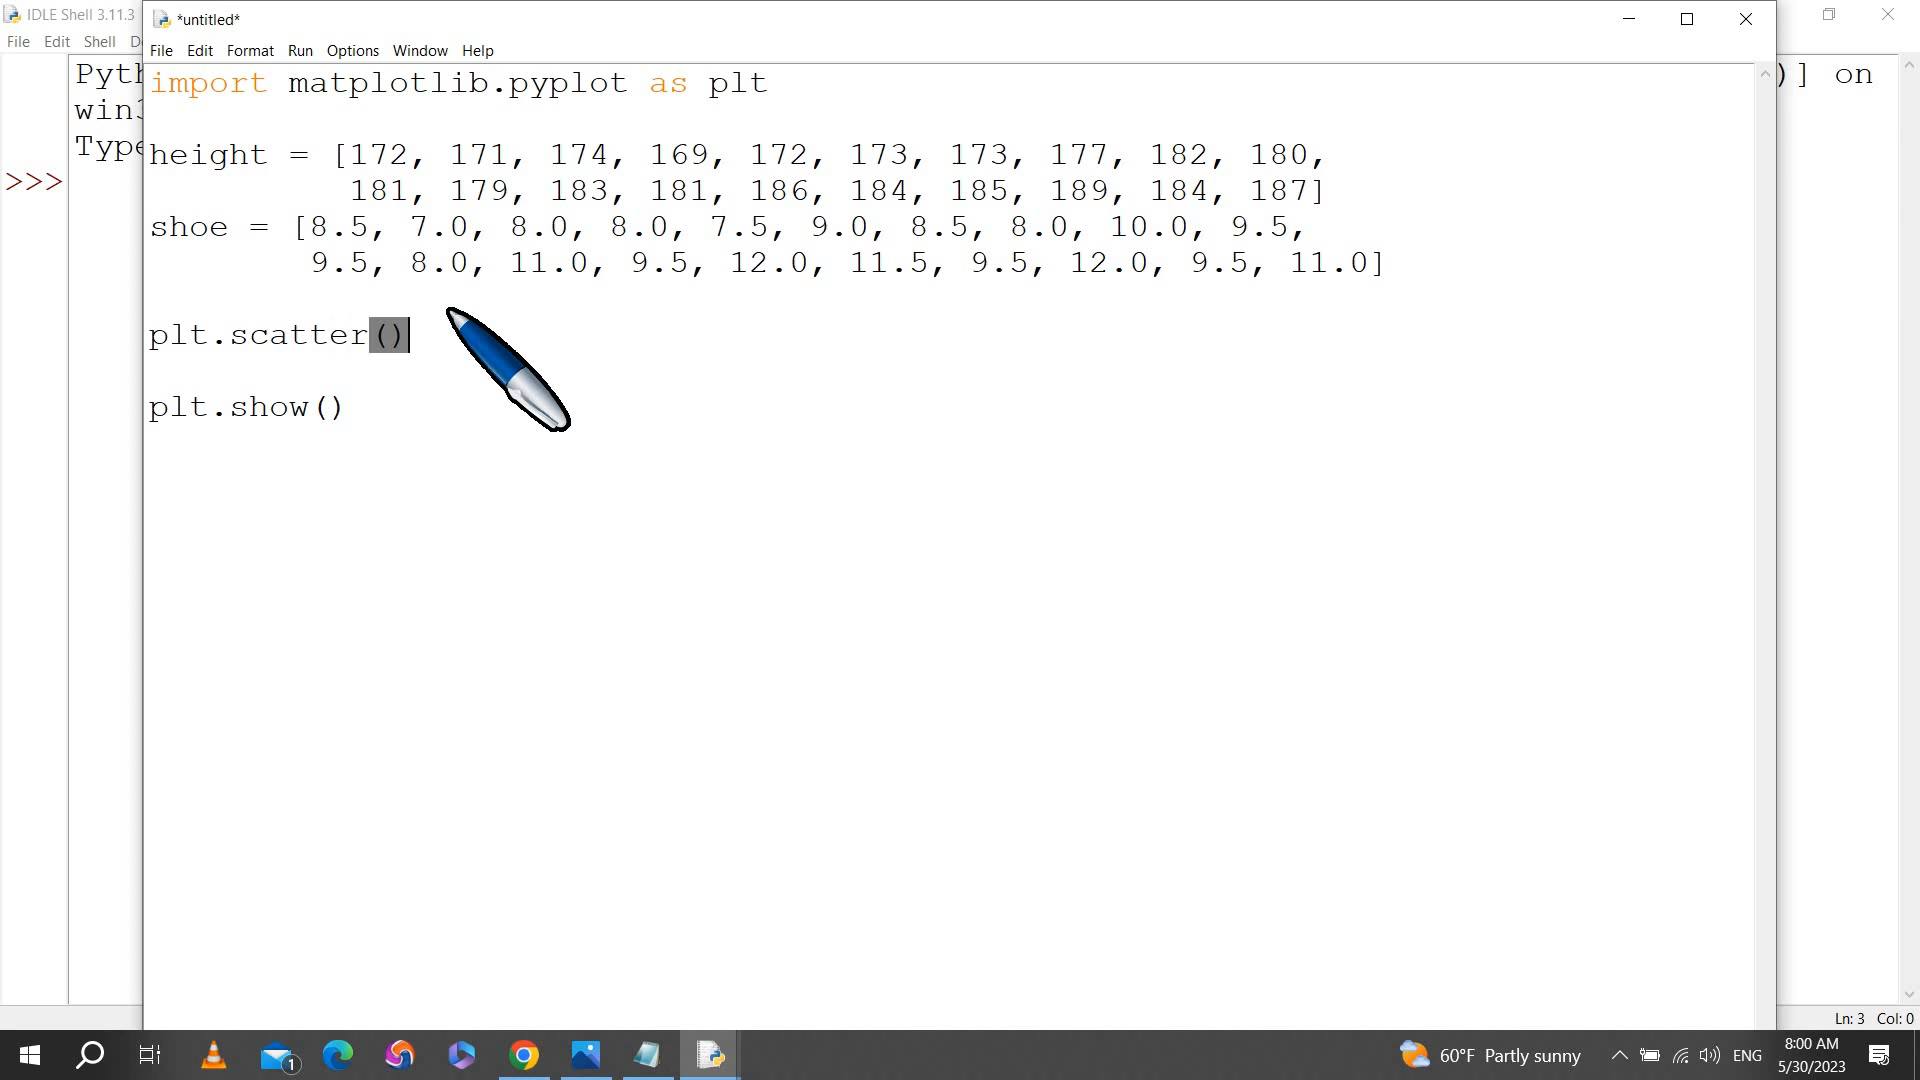 IDLE Shell 3.11.3
*untitled*
File Edit Shell
File Edit Format Run Options Window Help
)] on
>>>
import matplotlib.pyplot as plt
height = [172, 171, 174, 169, 172, 173, 173, 177, 182, 180,
181, 179, 183, 181, 186, 184, 185, 189, 184, 187]
shoe = [8.5, 7.0, 8.0, 8.0, 7.5, 9.0, 8.5, 8.0, 10.0, 9.5,
9.5, 8.0, 11.0, 9.5, 12.0, 11.5, 9.5, 12.0, 9.5, 11.0]
plt.scatter()
plt.show()
Ln: 3 Col: 0
1
60°F Partly sunny
ENG
8:00 AM
5/30/2023